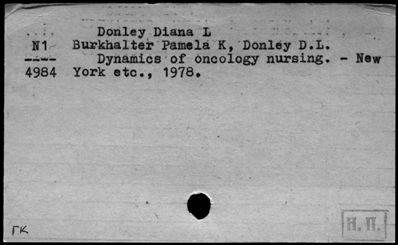 Donley Diana L
N1 Burkhalter Pamela K, Donley D.L.
---- Dynamics of oncology nursing. - New
4984 York etc., 1978.
ГК
Н. П.